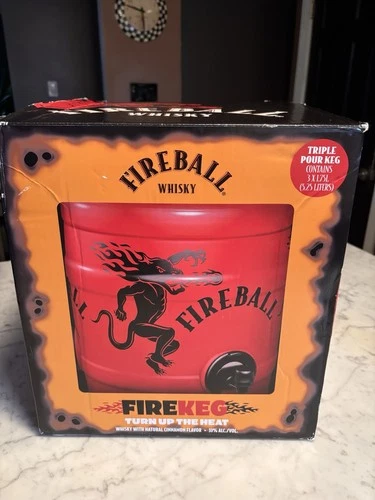 WHISKY
TRIPLE
POUR KEG
CONTAINS
3 X 1.75L
(5.25 LITERS)
FIREBALL
WHISKY
FIREBALL
FIREKEG
TURN UP THE HEAT
WHISKY WITH NATURAL CINNAMON FLAVOR • 33% ALC./VOL.